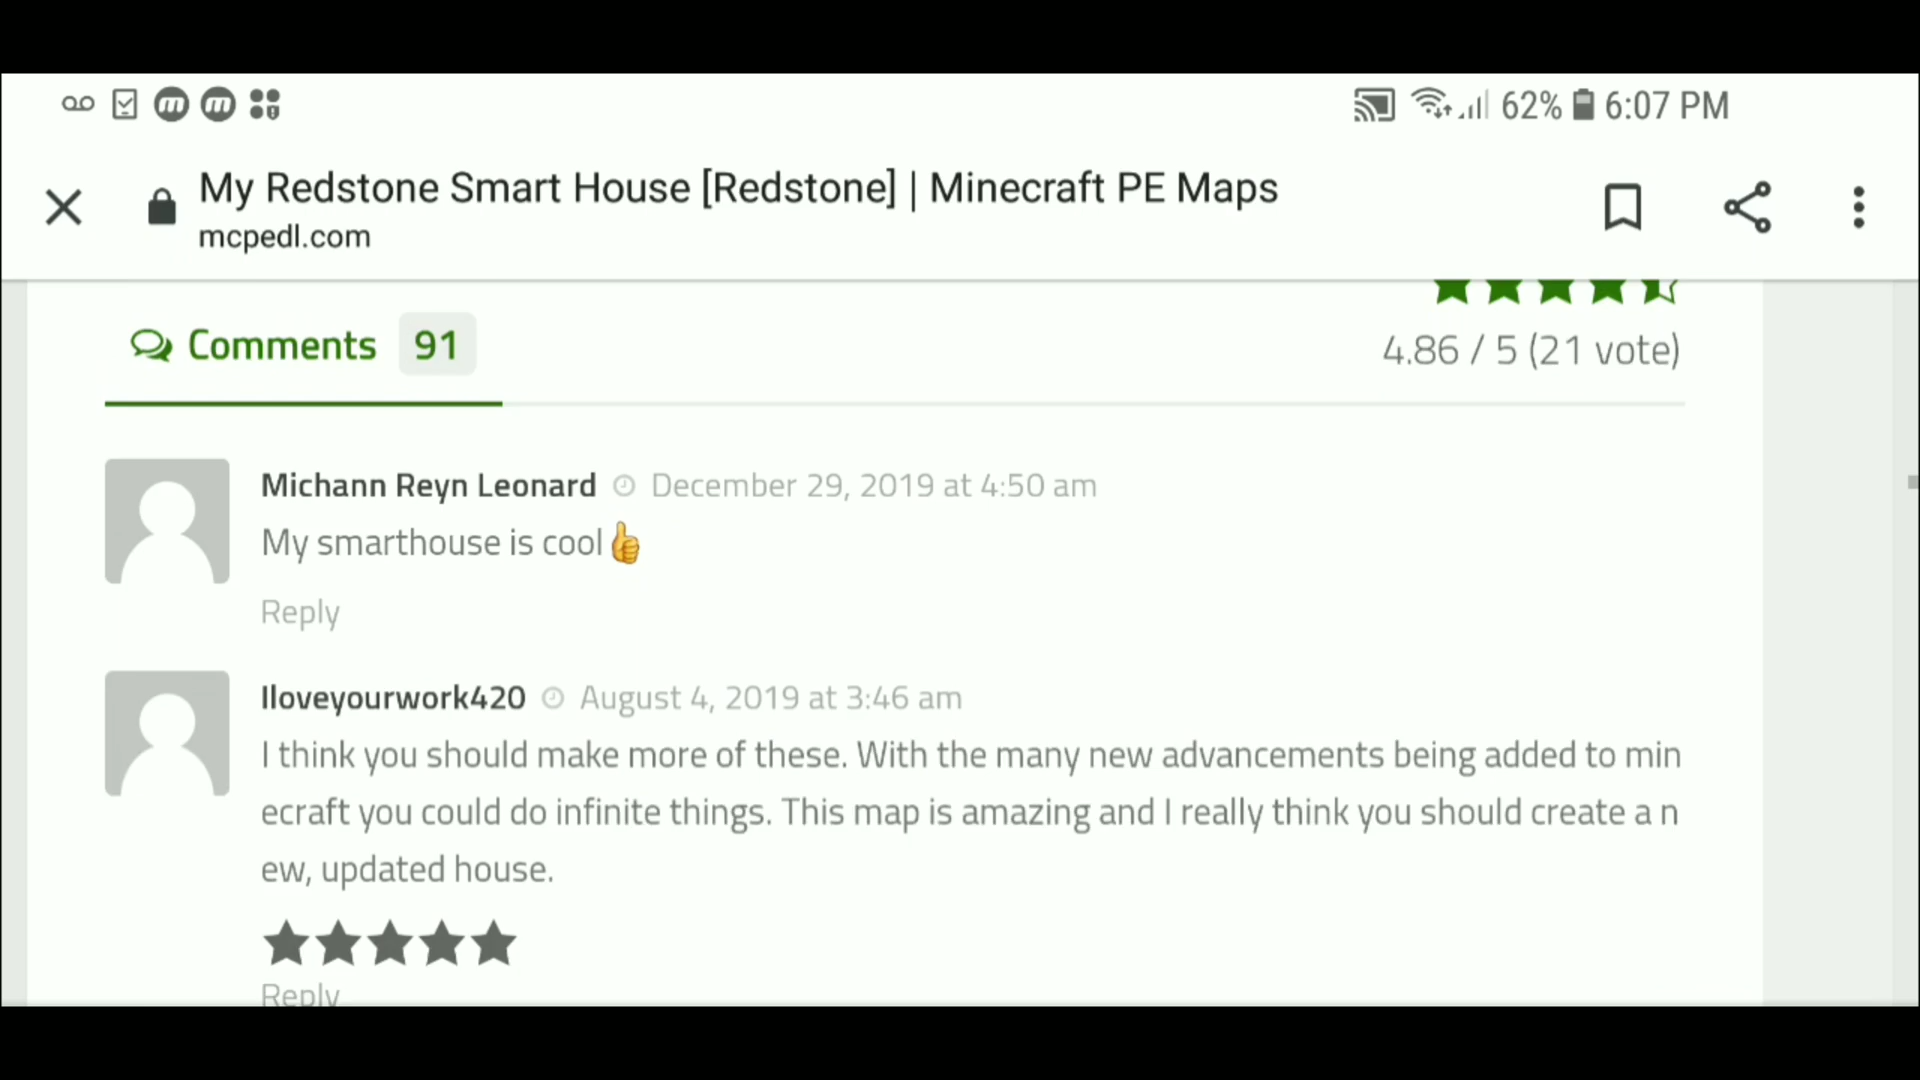 62% 6:07 PM
My Redstone Smart House [Redstone] | Minecraft PE Maps
mcpedl.com
Comments 91
4.86 / 5 (21 vote)
Michann Reyn Leonard December 29, 2019 at 4:50 am
My smarthouse is cool👍
Reply
Iloveyourwork420 August 4, 2019 at 3:46 am
I think you should make more of these. With the many new advancements being added to min
ecraft you could do infinite things. This map is amazing and I really think you should create a n
ew, updated house.
Reply